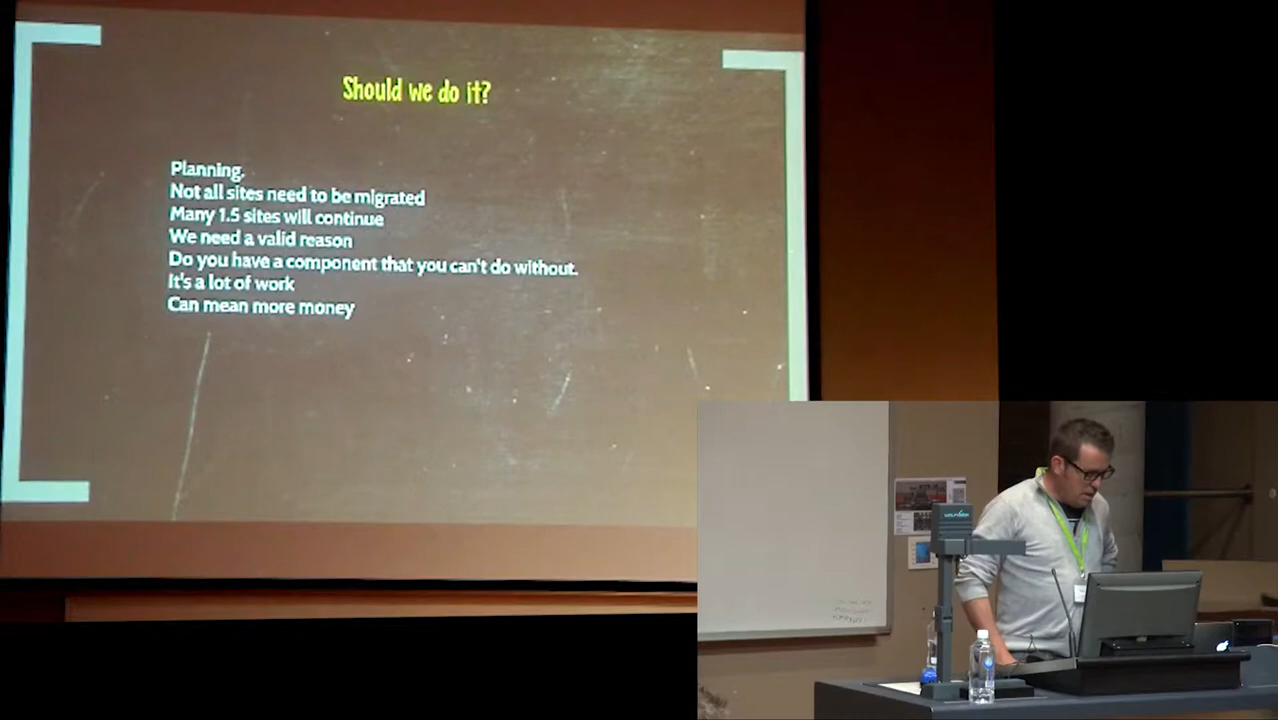 Should we do it?
Planning.
Not all sites need to be migrated
Many 1.5 sites will continue
We need a valid reason
Do you have a component that you can't do without.
It's a lot of work
Can mean more money